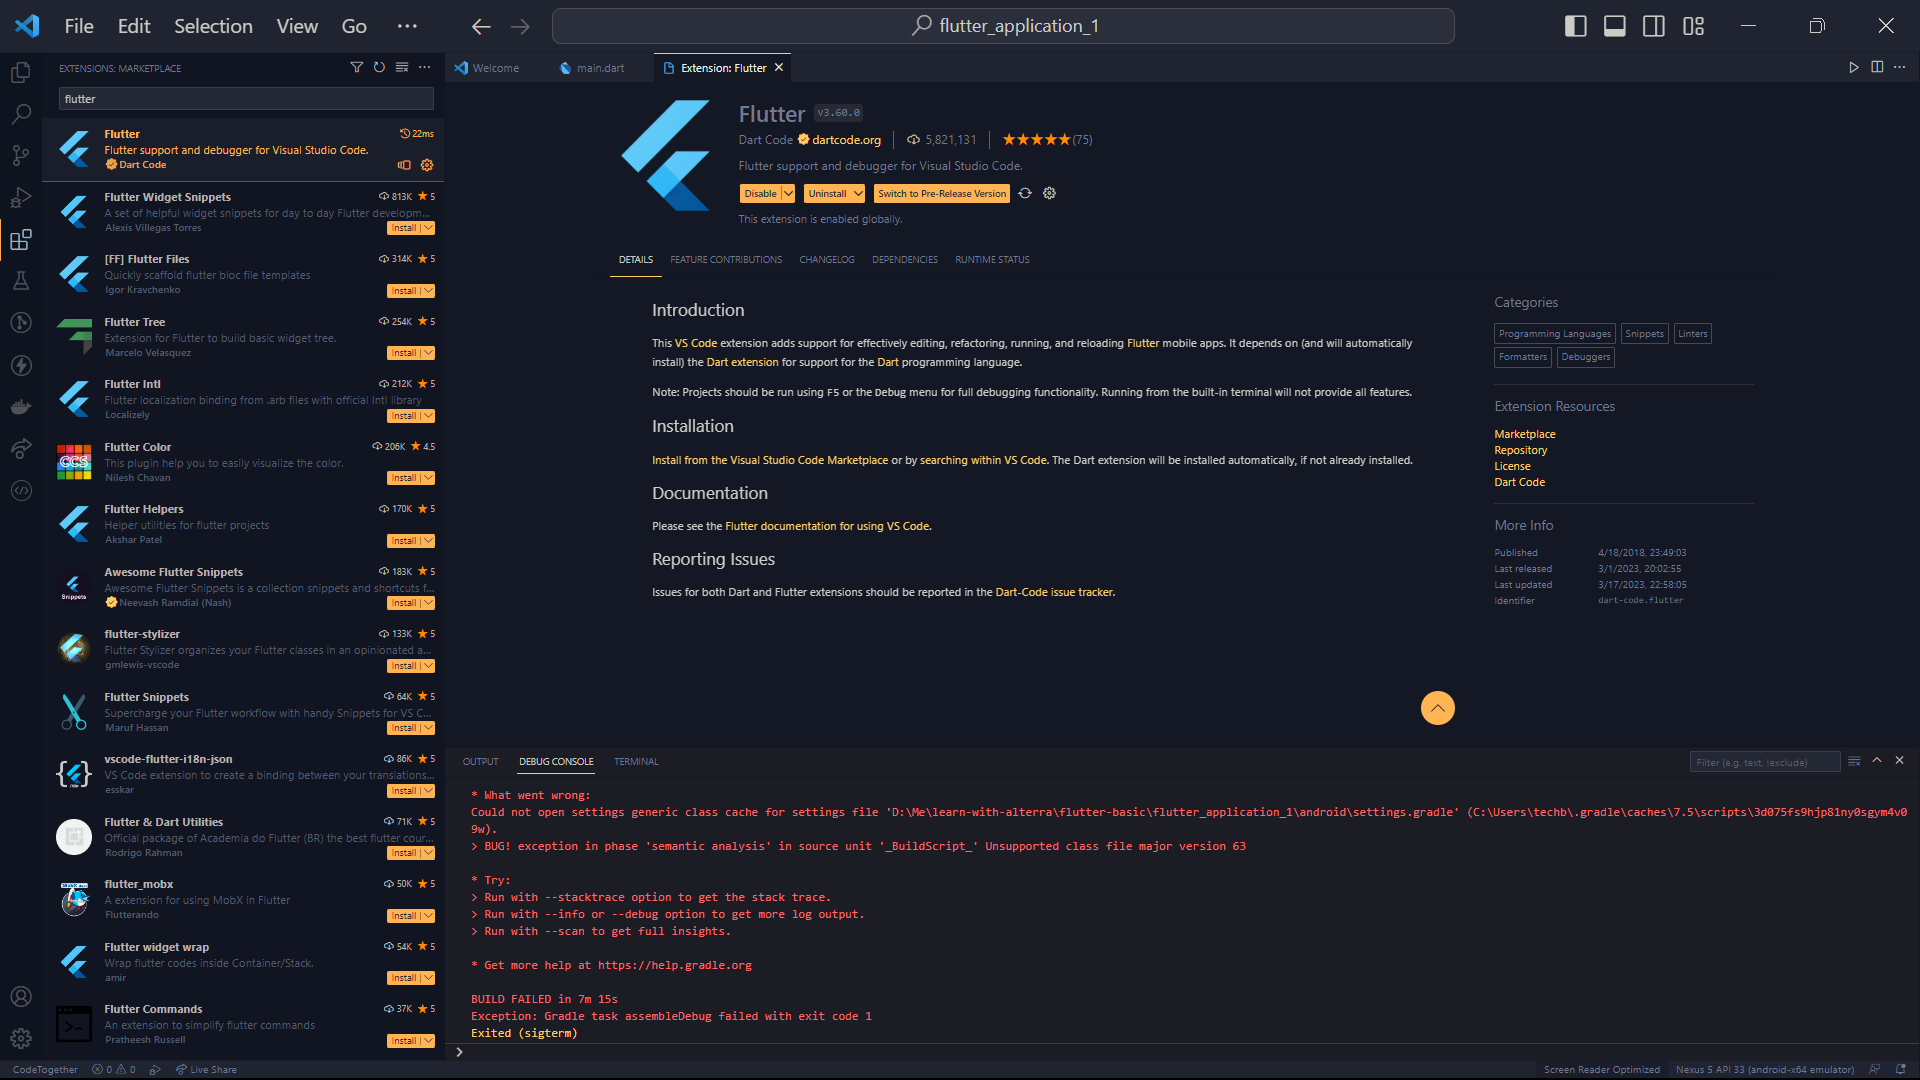 File Edit Selection View Go ···
flutter_application_1
EXTENSIONS: MARKETPLACE
flutter
Flutter 22ms
Flutter support and debugger for Visual Studio Code.
Dart Code
Flutter Widget Snippets 813K ★ 5
A set of helpful widget snippets for day to day Flutter developm...
Alexis Villegas Torres Install
[FF] Flutter Files 314K ★ 5
Quickly scaffold flutter bloc file templates
Igor Kravchenko Install
Flutter Tree 254K ★ 5
Extension for Flutter to build basic widget tree.
Marcelo Velasquez Install
Flutter Intl 212K ★ 5
Flutter localization binding from .arb files with official Intl library
Localizely Install
CCS
Flutter Color 206K ★ 4.5
This plugin help you to easily visualize the color.
Nilesh Chavan Install
Flutter Helpers 170K ★ 5
Helper utilities for flutter projects
Akshar Patel Install
Snippets
Awesome Flutter Snippets 183K ★ 5
Awesome Flutter Snippets is a collection snippets and shortcuts f...
Neevash Ramdial (Nash) Install
flutter-stylizer 133K ★ 5
Flutter Stylizer organizes your Flutter classes in an opinionated a...
gmlewis-vscode Install
Flutter Snippets 64K ★ 5
Supercharge your Flutter workflow with handy Snippets for VS C...
Maruf Hassan Install
vscode-flutter-i18n-json 86K ★ 5
VS Code extension to create a binding between your translations...
esskar Install
Flutter & Dart Utilities 71K ★ 5
Official package of Academia do Flutter (BR) the best flutter cour...
Rodrigo Rahman Install
flutter_mobx 50K ★ 5
A extension for using MobX in Flutter
Flutterando Install
Flutter widget wrap 54K ★ 5
Wrap flutter codes inside Container/Stack.
amir Install
Flutter Commands 37K ★ 5
An extension to simplify flutter commands
Pratheesh Russell Install
Welcome main.dart Extension: Flutter
Flutter v3.60.0
Dart Code dartcode.org 5,821,131 ★★★★★(75)
Flutter support and debugger for Visual Studio Code.
Disable Uninstall Switch to Pre-Release Version
This extension is enabled globally.
DETAILS FEATURE CONTRIBUTIONS CHANGELOG DEPENDENCIES RUNTIME STATUS
Introduction
This VS Code extension adds support for effectively editing, refactoring, running, and reloading Flutter mobile apps. It depends on (and will automatically
install) the Dart extension for support for the Dart programming language.
Note: Projects should be run using F5 or the Debug menu for full debugging functionality. Running from the built-in terminal will not provide all features.
Installation
Install from the Visual Studio Code Marketplace or by searching within VS Code. The Dart extension will be installed automatically, if not already installed.
Documentation
Please see the Flutter documentation for using VS Code.
Reporting Issues
Issues for both Dart and Flutter extensions should be reported in the Dart-Code issue tracker.
Categories
Programming Languages Snippets Linters
Formatters Debuggers
Extension Resources
Marketplace
Repository
License
Dart Code
More Info
Published 4/18/2018, 23:49:03
Last released 3/1/2023, 20:02:55
Last updated 3/17/2023, 22:58:05
Identifier dart-code.flutter
OUTPUT DEBUG CONSOLE TERMINAL
Filter (e.g. text, !exclude)
* What went wrong:
Could not open settings generic class cache for settings file 'D:\Me\learn-with-alterra\flutter-basic\flutter_application_1\android\settings.gradle' (C:\Users\techb\.gradle\caches\7.5\scripts\3d075fs9hjp81ny0sgym4v0
9w).
> BUG! exception in phase 'semantic analysis' in source unit '_BuildScript_' Unsupported class file major version 63
* Try:
> Run with --stacktrace option to get the stack trace.
> Run with --info or --debug option to get more log output.
> Run with --scan to get full insights.
* Get more help at https://help.gradle.org
BUILD FAILED in 7m 15s
Exception: Gradle task assembleDebug failed with exit code 1
Exited (sigterm)
CodeTogether 0 0 Live Share
Screen Reader Optimized Nexus 5 API 33 (android-x64 emulator)